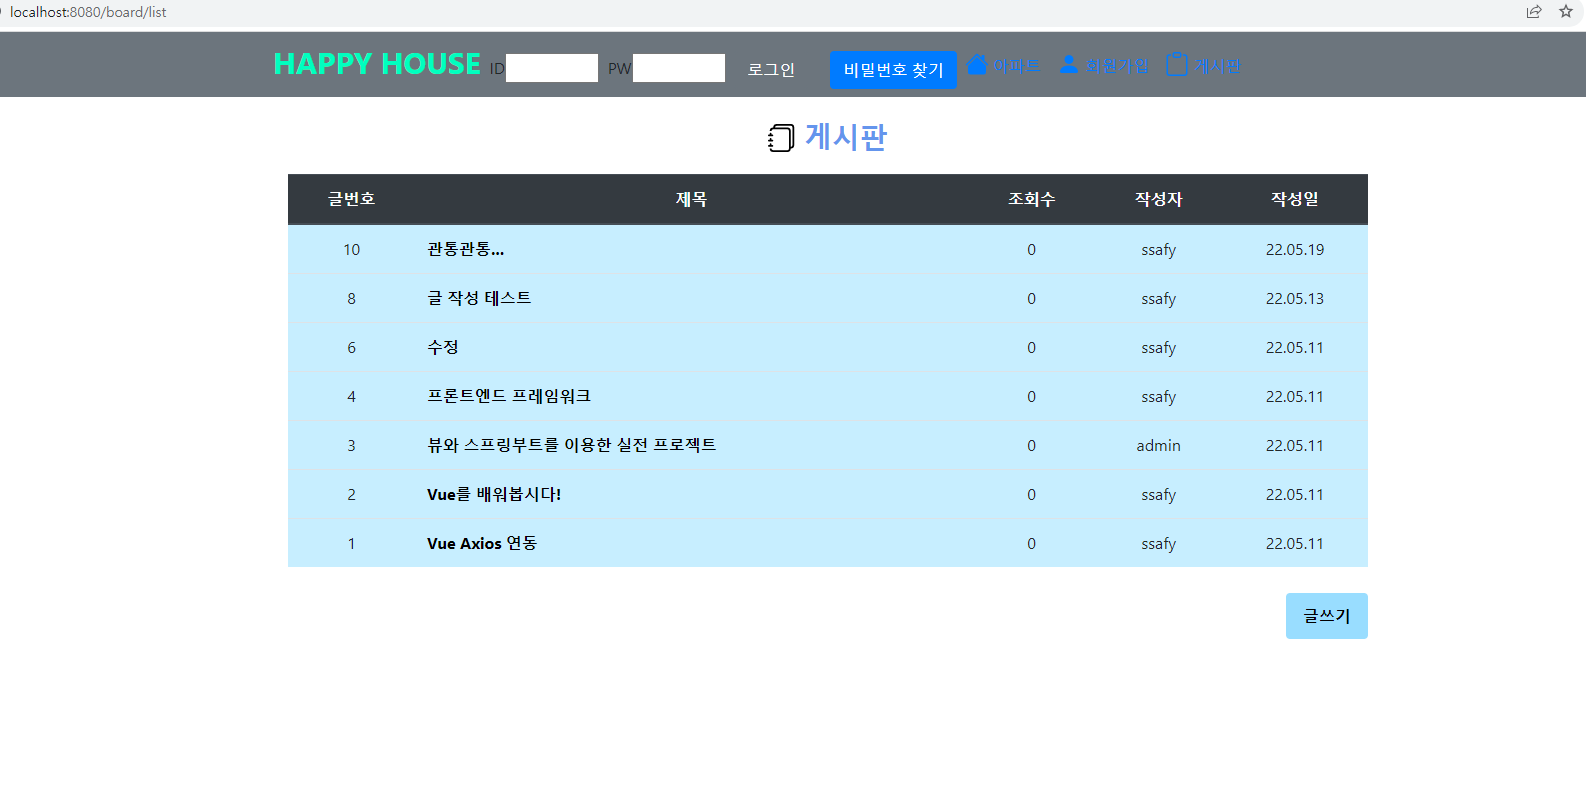 localhost:8080/board/list
HAPPY HOUSE ID PW 로그인 비밀번호 찾기 아파트 회원가입 게시판
게시판
글번호 제목 조회수 작성자 작성일
10 관통관통... 0 ssafy 22.05.19
8 글 작성 테스트 0 ssafy 22.05.13
6 수정 0 ssafy 22.05.11
4 프론트엔드 프레임워크 0 ssafy 22.05.11
3 뷰와 스프링부트를 이용한 실전 프로젝트 0 admin 22.05.11
2 Vue를 배워봅시다! 0 ssafy 22.05.11
1 Vue Axios 연동 0 ssafy 22.05.11
글쓰기